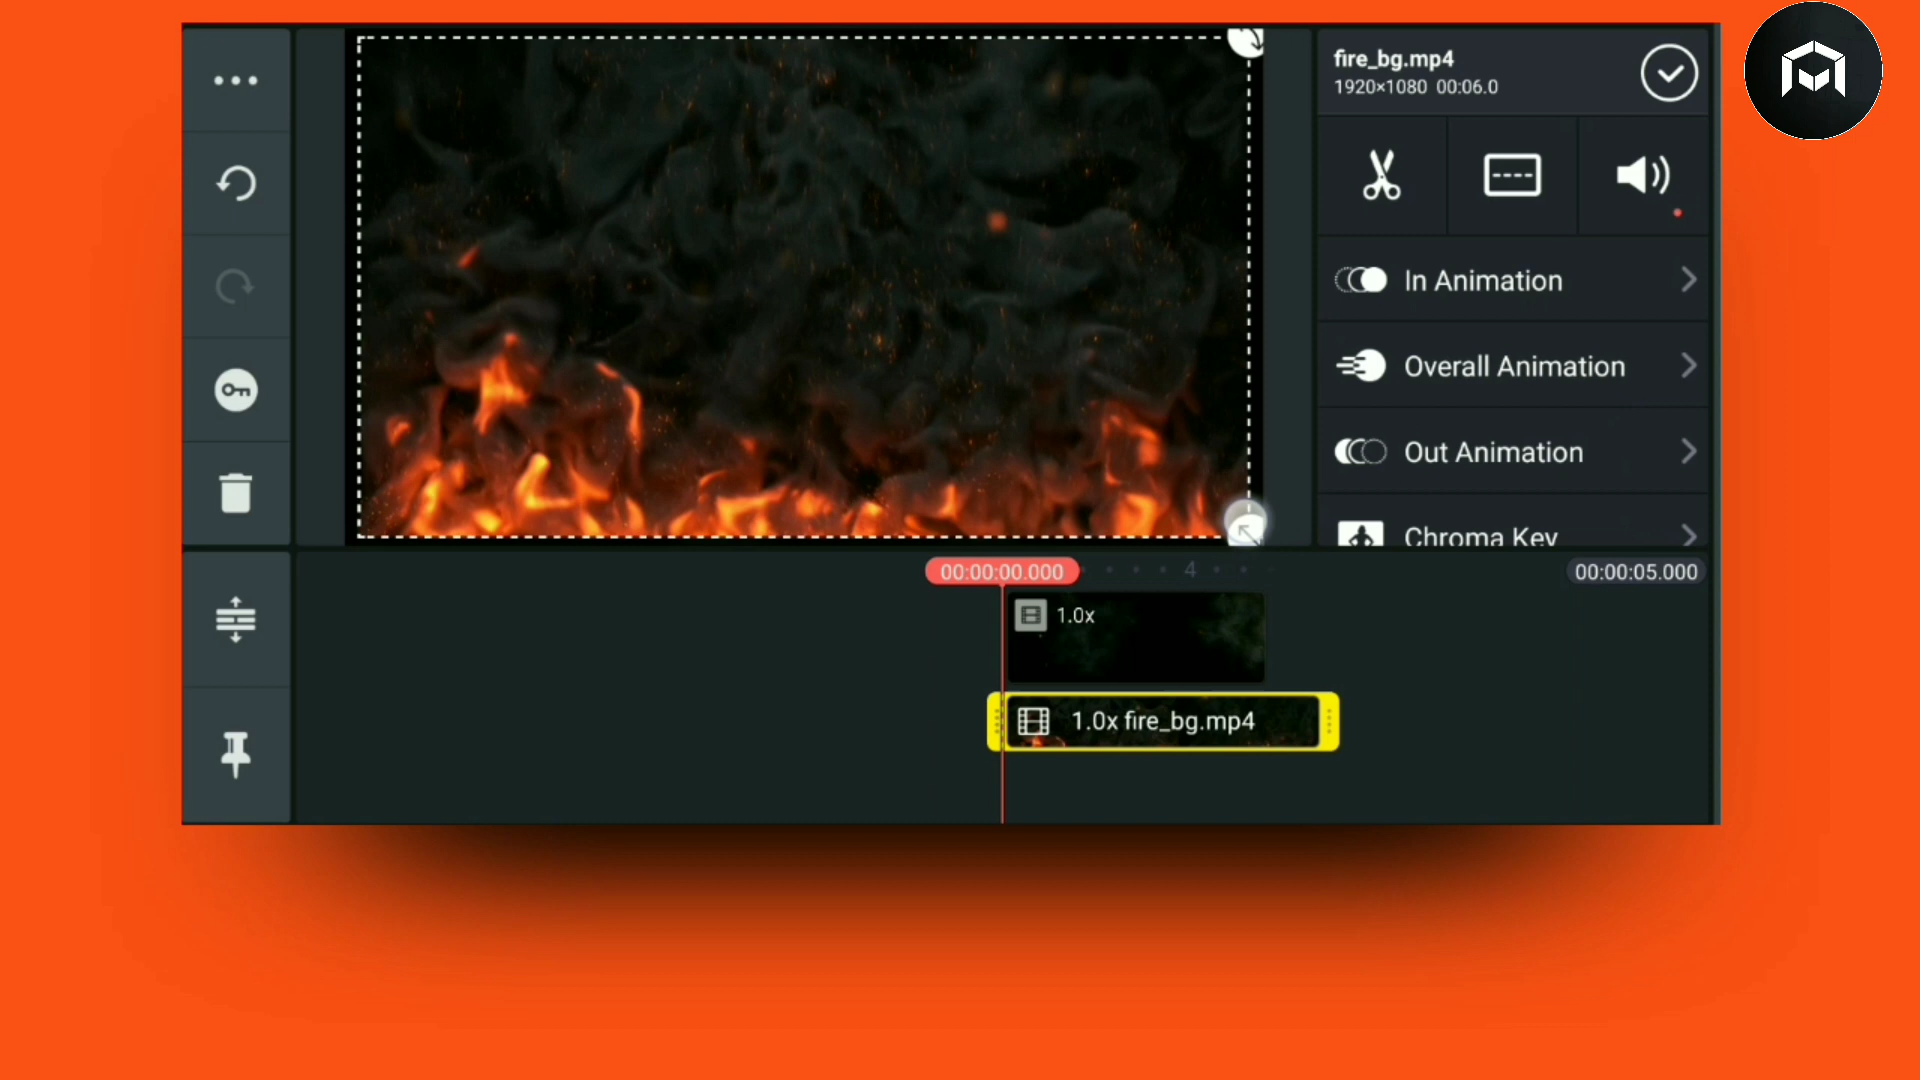 fire_bg.mp4
1920×1080 00:06.0
In Animation
Overall Animation
Out Animation
Chroma Key
00:00:00.000
4
00:00:05.000
1.0x
1.0x fire_bg.mp4